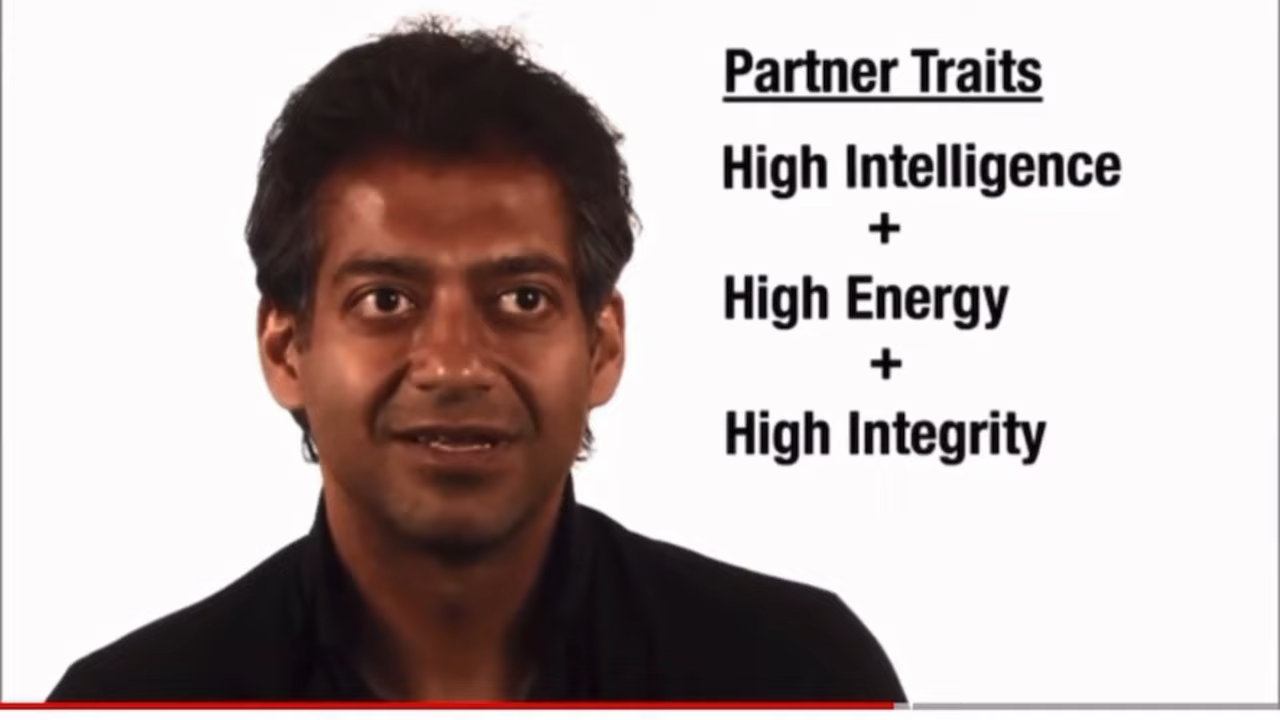 Partner Traits
High Intelligence
+
High Energy
+
High Integrity